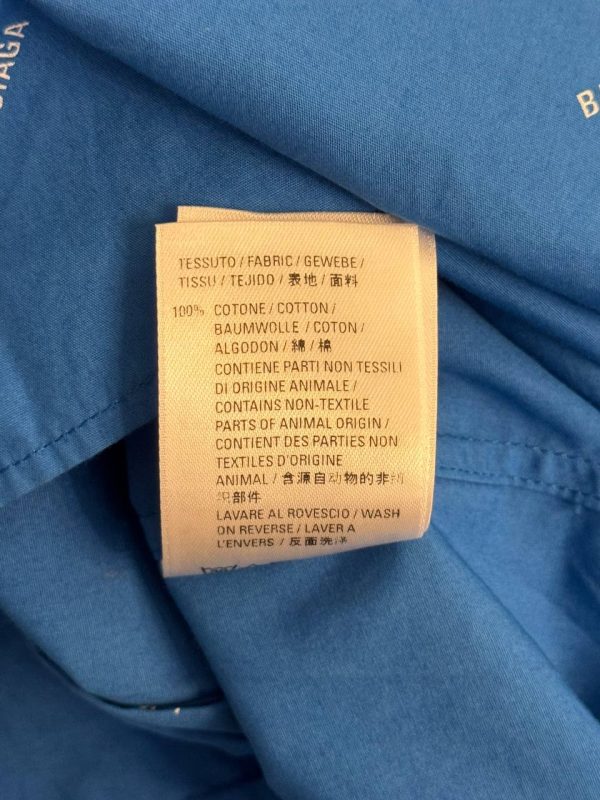 TESSUTO / FABRIC / GEWEBE /
TISSU / TEJIDO / 表地 / 面料
100% COTONE / COTTON /
BAUMWOLLE / COTON /
ALGODON / 綿 / 棉
CONTIENE PARTI NON TESSILI
DI ORIGINE ANIMALE /
CONTAINS NON-TEXTILE
PARTS OF ANIMAL ORIGIN /
CONTIENT DES PARTIES NON
TEXTILES D'ORIGINE
ANIMAL / 含源自动物的非纺
织部件
LAVARE AL ROVESCIO / WASH
ON REVERSE / LAVER A
L'ENVERS / 反面洗涤